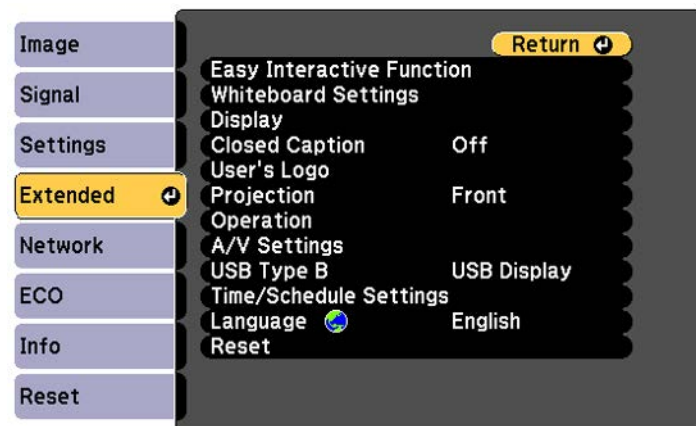 Image
Signal
Settings
Extended
Network
ECO
Info
Reset
Return
Easy Interactive Function
Whiteboard Settings
Display
Closed Caption Off
User's Logo
Projection Front
Operation
A/V Settings
USB Type B USB Display
Time/Schedule Settings
Language English
Reset